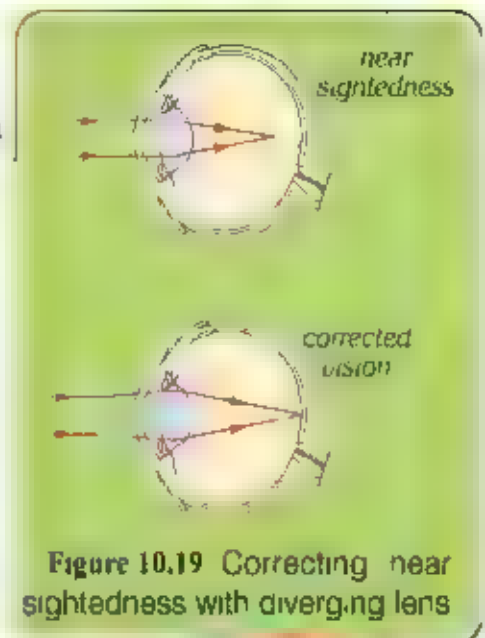 near
sightedness
corrected
vision
Figure 10.19 Correcting near
sightedness with diverging lens